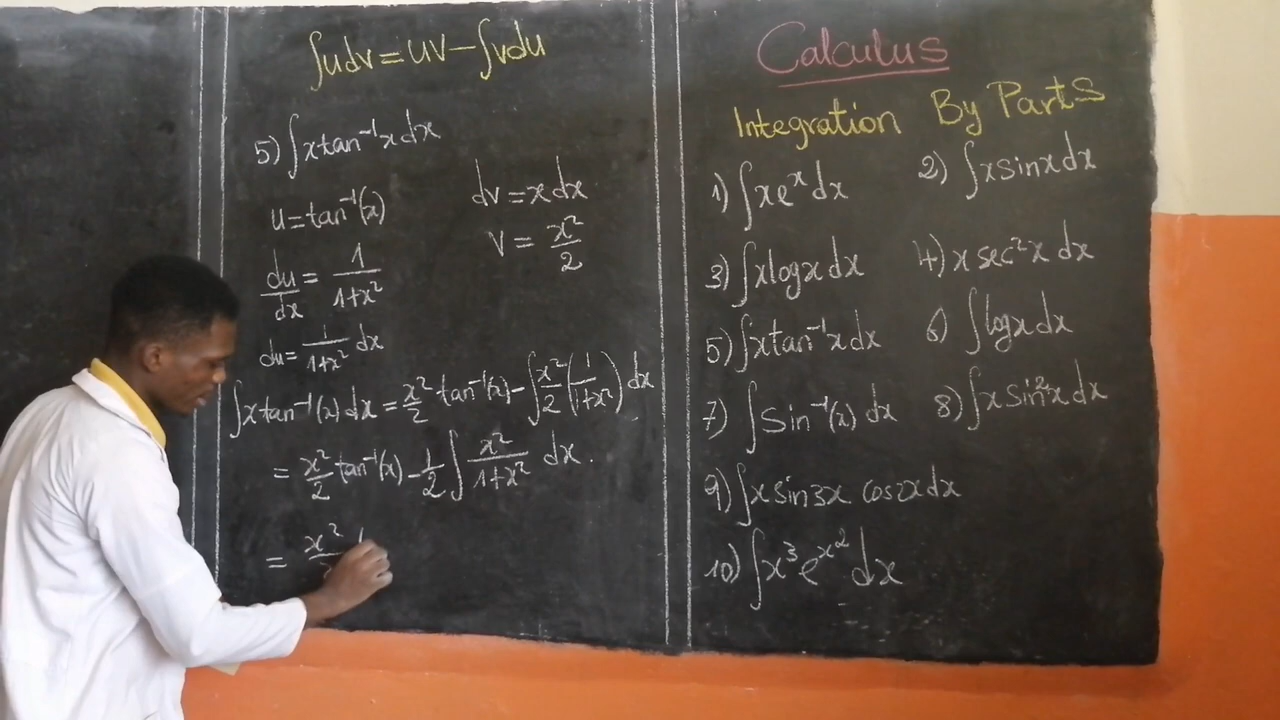 ∫udv = uv − ∫vdu
5) ∫x tan⁻¹x dx
u = tan⁻¹(x)
dv = x dx
v = x²/2
du/dx = 1/1+x²
du = 1/1+x² dx
∫x tan⁻¹(x) dx = x²/2 tan⁻¹(x) − ∫x²/2 (1/1+x²) dx
= x²/2 tan⁻¹(x) − 1/2 ∫ x²/1+x² dx.
= x²
Calculus
Integration By Parts
1) ∫xeˣ dx
2) ∫x sinx dx
3) ∫xlogx dx
4) x sec²x dx
5) ∫x tan⁻¹x dx
6) ∫logx dx
7) ∫Sin⁻¹(x) dx
8) ∫x Sin²x dx
9) ∫x sin3x cos2x dx
10) ∫x³e^x² dx